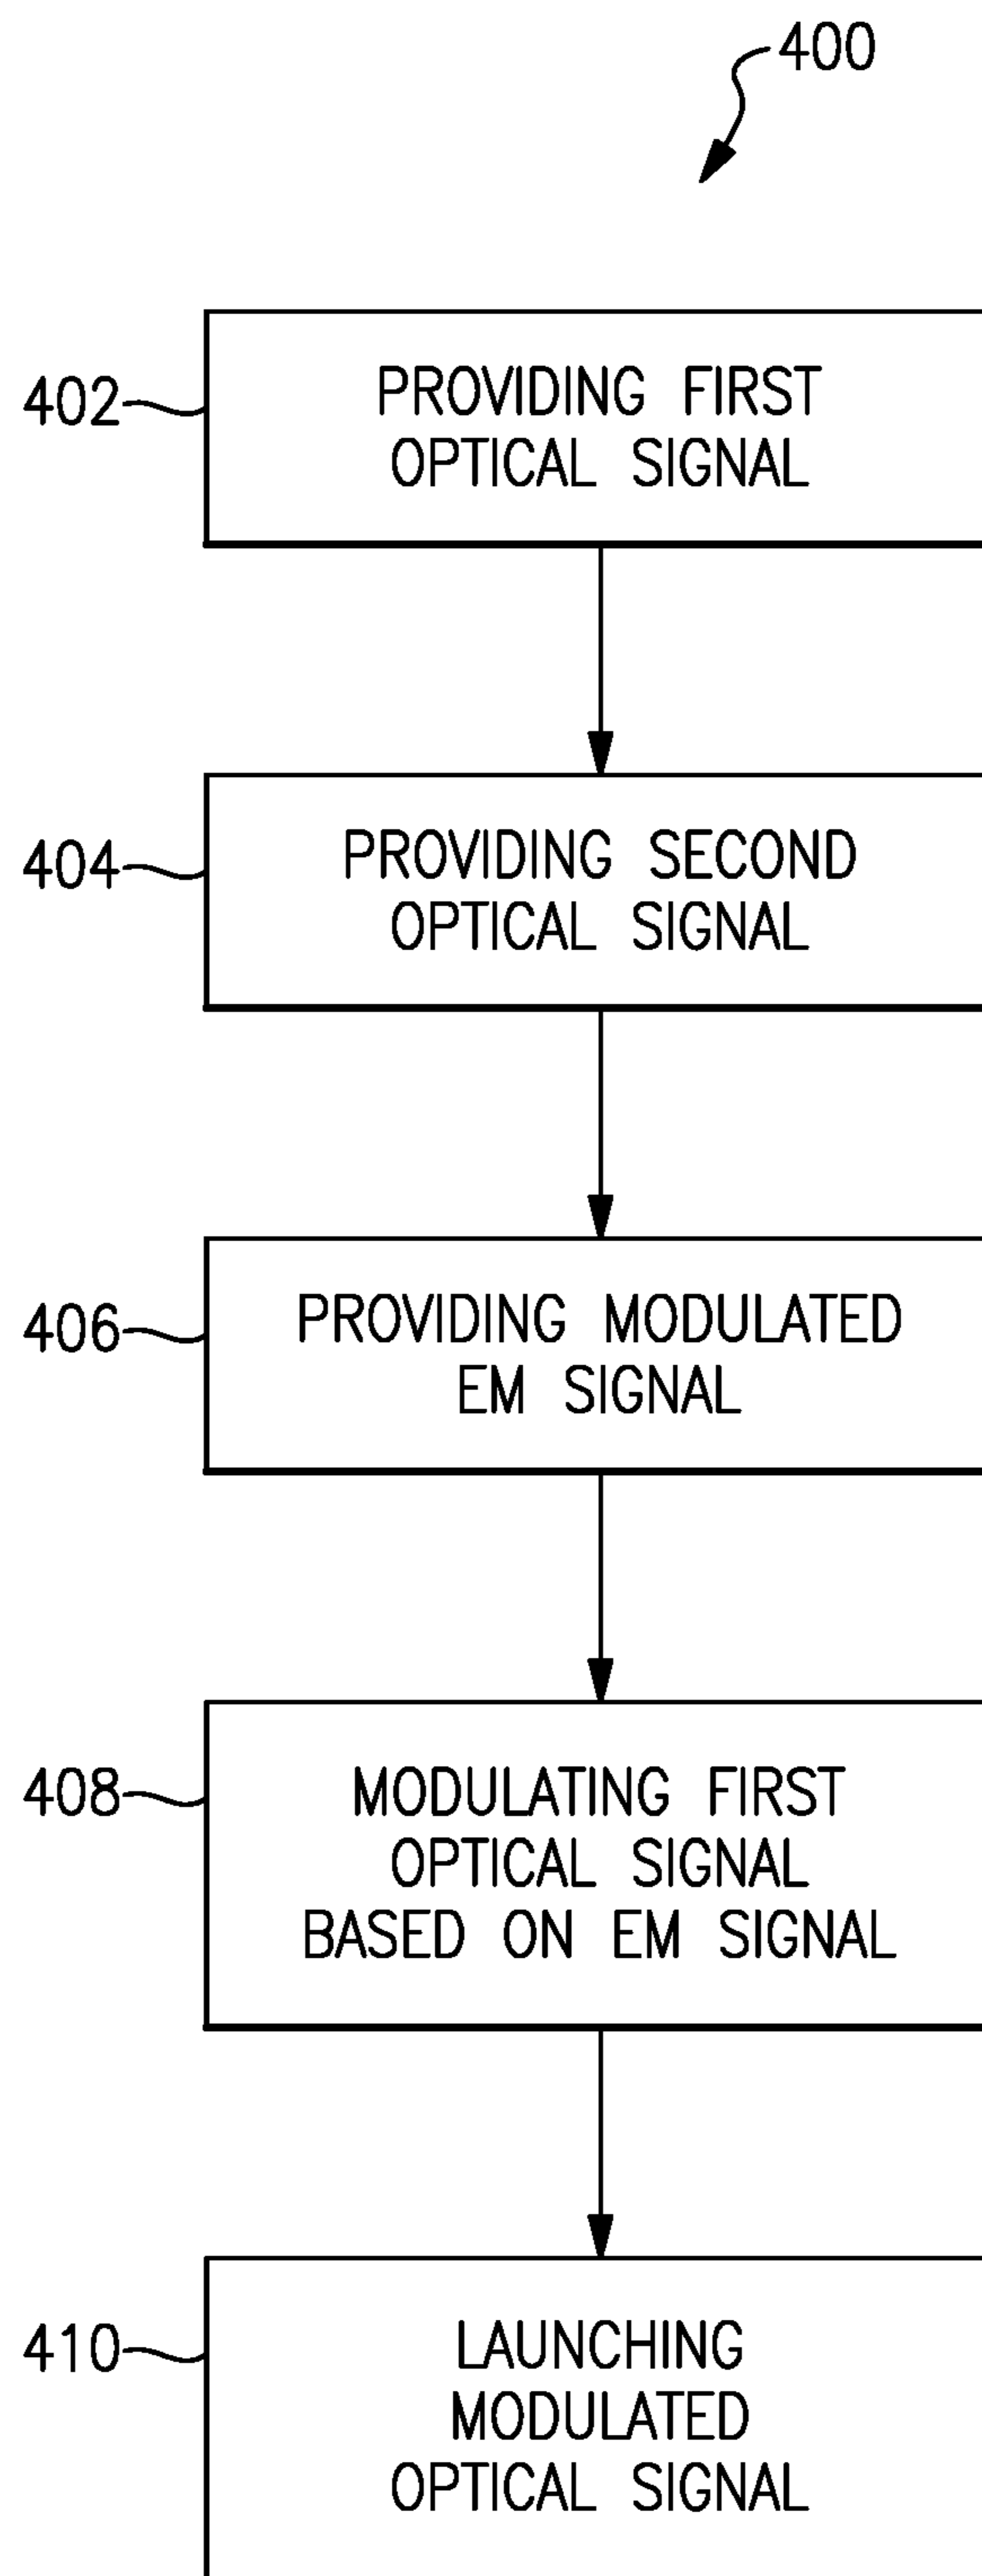 400
402
PROVIDING FIRST
OPTICAL SIGNAL
404
PROVIDING SECOND
OPTICAL SIGNAL
406
PROVIDING MODULATED
EM SIGNAL
408
MODULATING FIRST
OPTICAL SIGNAL
BASED ON EM SIGNAL
410
LAUNCHING
MODULATED
OPTICAL SIGNAL